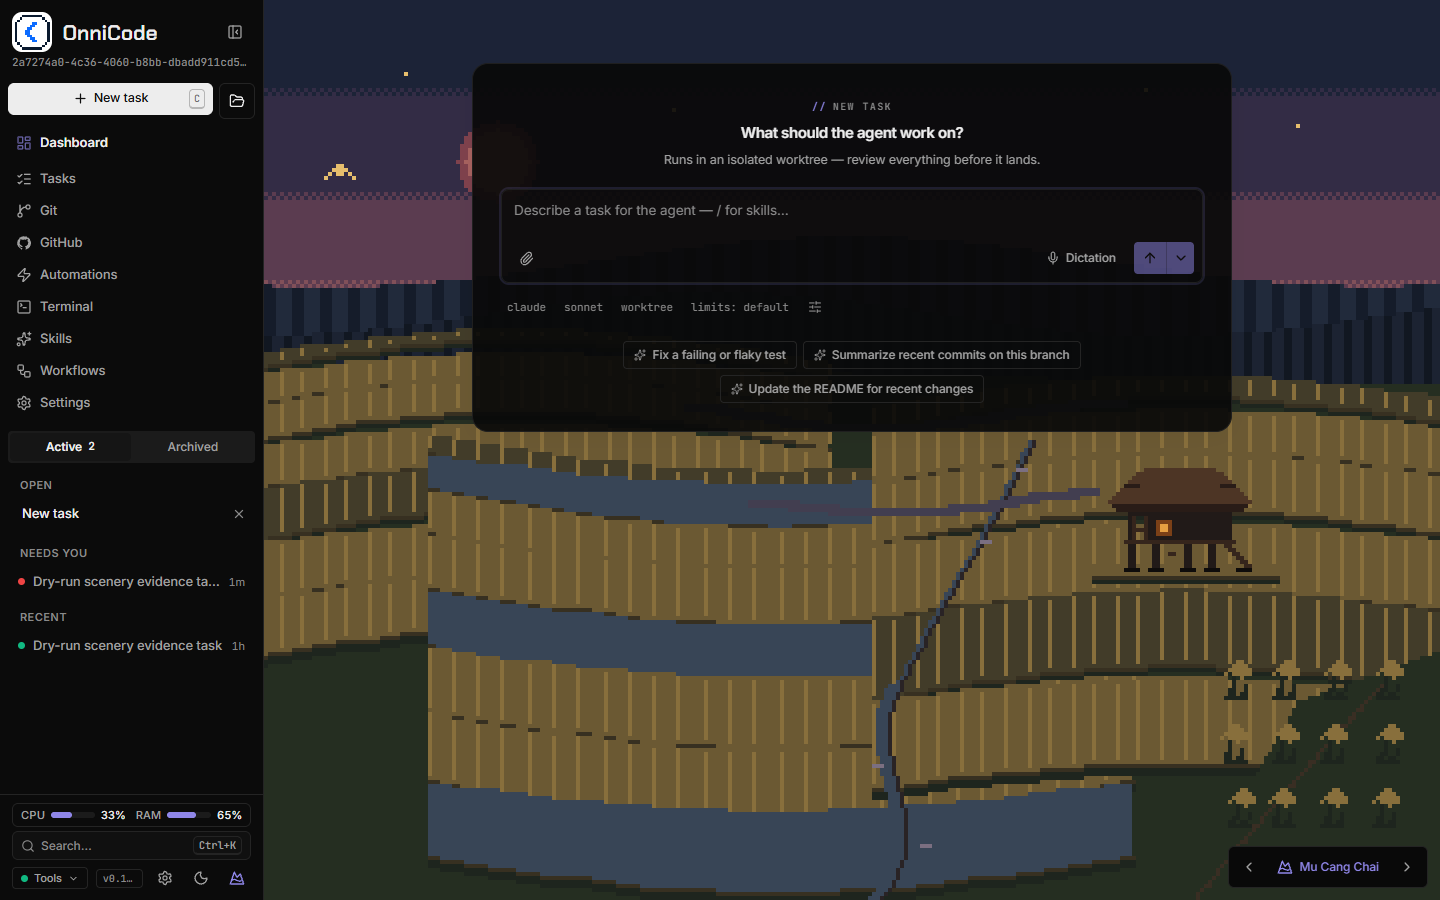 OnniCode
2a7274a0-4c36-4060-b8bb-dbadd911cd5…
New task C
Dashboard
Tasks
Git
GitHub
Automations
Terminal
Skills
Workflows
Settings
Active 2 Archived
OPEN
New task
NEEDS YOU
Dry-run scenery evidence ta... 1m
RECENT
Dry-run scenery evidence task 1h
CPU 33% RAM 65%
Search... Ctrl+K
Tools v0.1…
// NEW TASK
What should the agent work on?
Runs in an isolated worktree — review everything before it lands.
Describe a task for the agent — / for skills...
Dictation
claude sonnet worktree limits: default
Fix a failing or flaky test Summarize recent commits on this branch
Update the README for recent changes
Mu Cang Chai